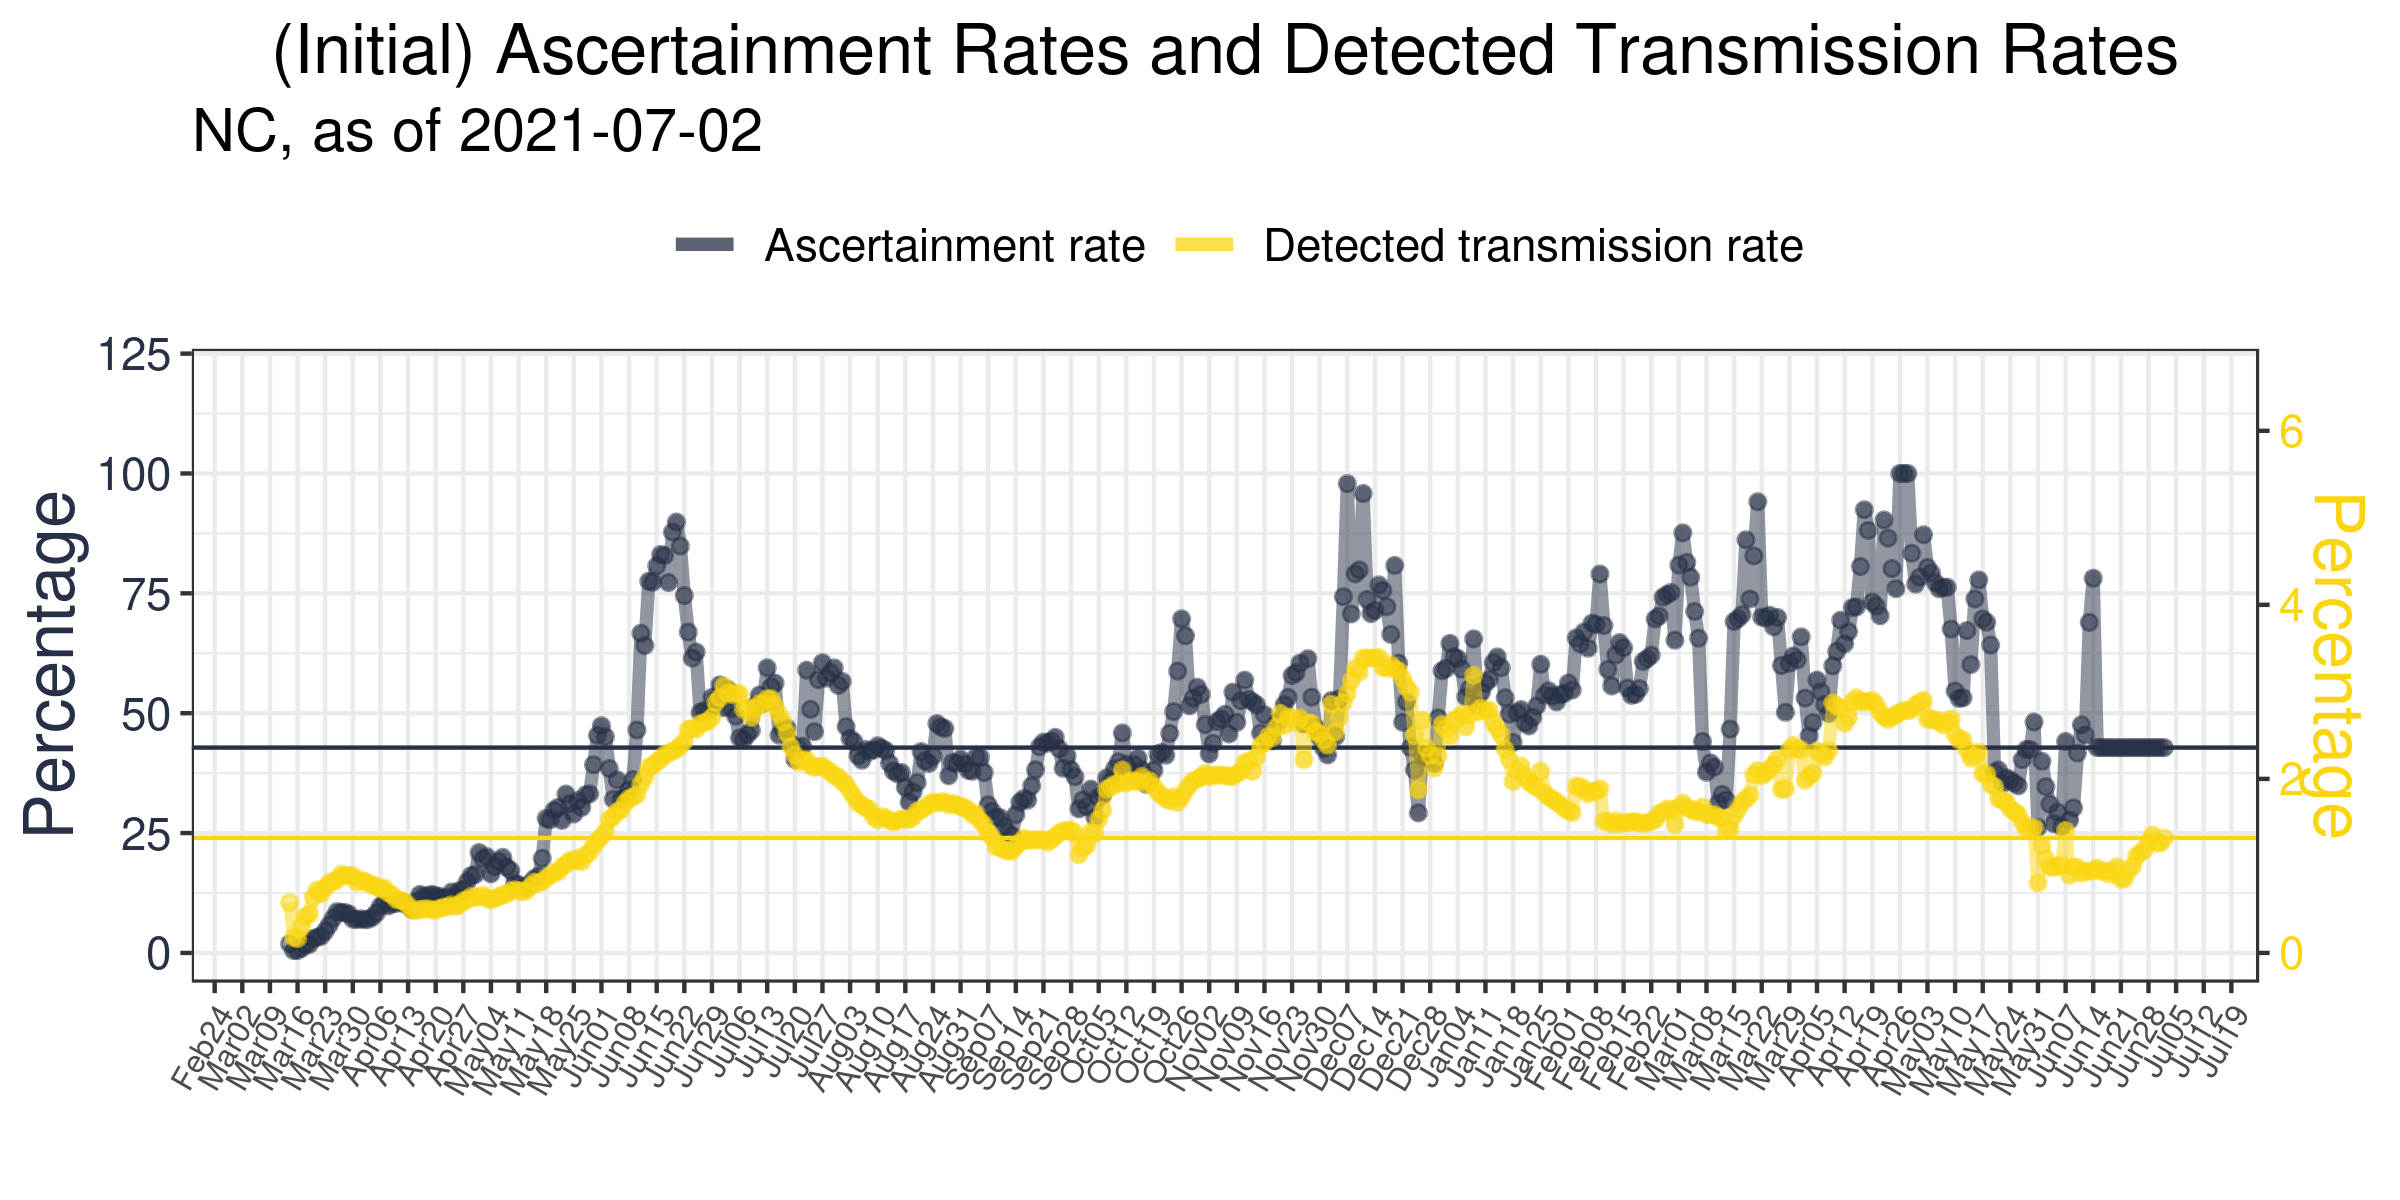 (Initial) Ascertainment Rates and Detected Transmission Rates
NC, as of 2021-07-02
Ascertainment rate
Detected transmission rate
Percentage
125
100
75
50
25
0
6
4
2
0
Percentage
Feb24
Mar02
Mar09
Mar16
Mar23
Mar30
Apr06
Apr13
Apr20
Apr27
May04
May11
May18
May25
Jun01
Jun08
Jun15
Jun22
Jun29
Jul06
Jul13
Jul20
Jul27
Aug03
Aug10
Aug17
Aug24
Aug31
Sep07
Sep14
Sep21
Sep28
Oct05
Oct12
Oct19
Oct26
Nov02
Nov09
Nov16
Nov23
Nov30
Dec07
Dec14
Dec21
Dec28
Jan04
Jan11
Jan18
Jan25
Feb01
Feb08
Feb15
Feb22
Mar01
Mar08
Mar15
Mar22
Mar29
Apr05
Apr12
Apr19
Apr26
May03
May10
May17
May24
May31
Jun07
Jun14
Jun21
Jun28
Jul05
Jul12
Jul19